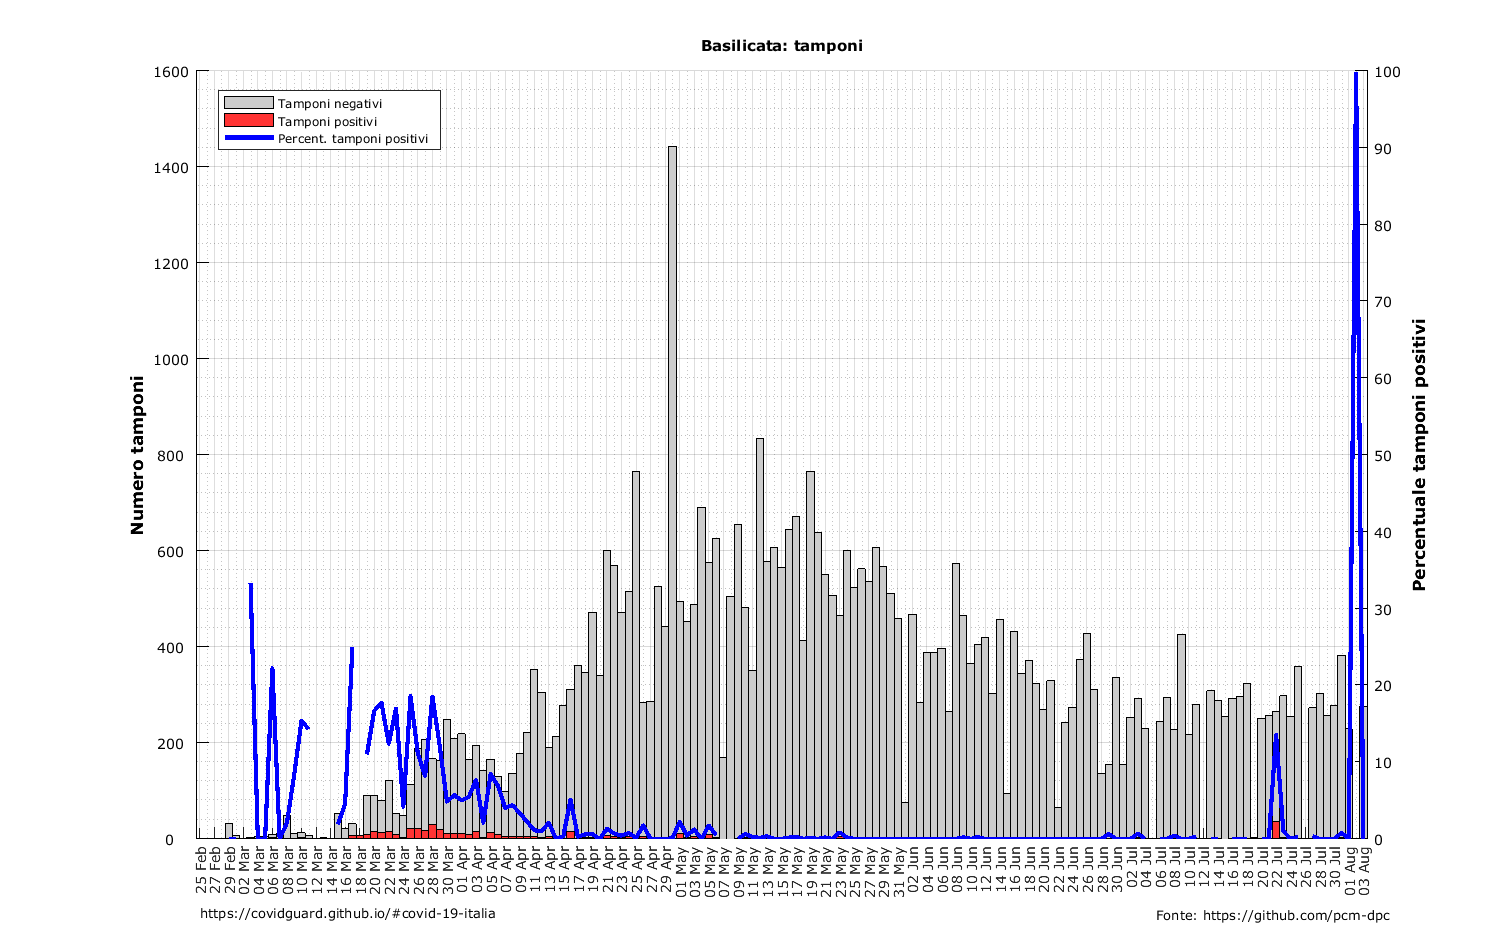 Basilicata: tamponi
Tamponi negativi
Tamponi positivi
Percent. tamponi positivi
Numero tamponi
1600
1400
1200
1000
800
600
400
200
0
Percentuale tamponi positivi
100
90
80
70
60
50
40
30
20
10
0
25 Feb
27 Feb
29 Feb
02 Mar
04 Mar
06 Mar
08 Mar
10 Mar
12 Mar
14 Mar
16 Mar
18 Mar
20 Mar
22 Mar
24 Mar
26 Mar
28 Mar
30 Mar
01 Apr
03 Apr
05 Apr
07 Apr
09 Apr
11 Apr
13 Apr
15 Apr
17 Apr
19 Apr
21 Apr
23 Apr
25 Apr
27 Apr
29 Apr
01 May
03 May
05 May
07 May
09 May
11 May
13 May
15 May
17 May
19 May
21 May
23 May
25 May
27 May
29 May
31 May
02 Jun
04 Jun
06 Jun
08 Jun
10 Jun
12 Jun
14 Jun
16 Jun
18 Jun
20 Jun
22 Jun
24 Jun
26 Jun
28 Jun
30 Jun
02 Jul
04 Jul
06 Jul
08 Jul
10 Jul
12 Jul
14 Jul
16 Jul
18 Jul
20 Jul
22 Jul
24 Jul
26 Jul
28 Jul
30 Jul
01 Aug
03 Aug
https://covidguard.github.io/#covid-19-italia
Fonte: https://github.com/pcm-dpc